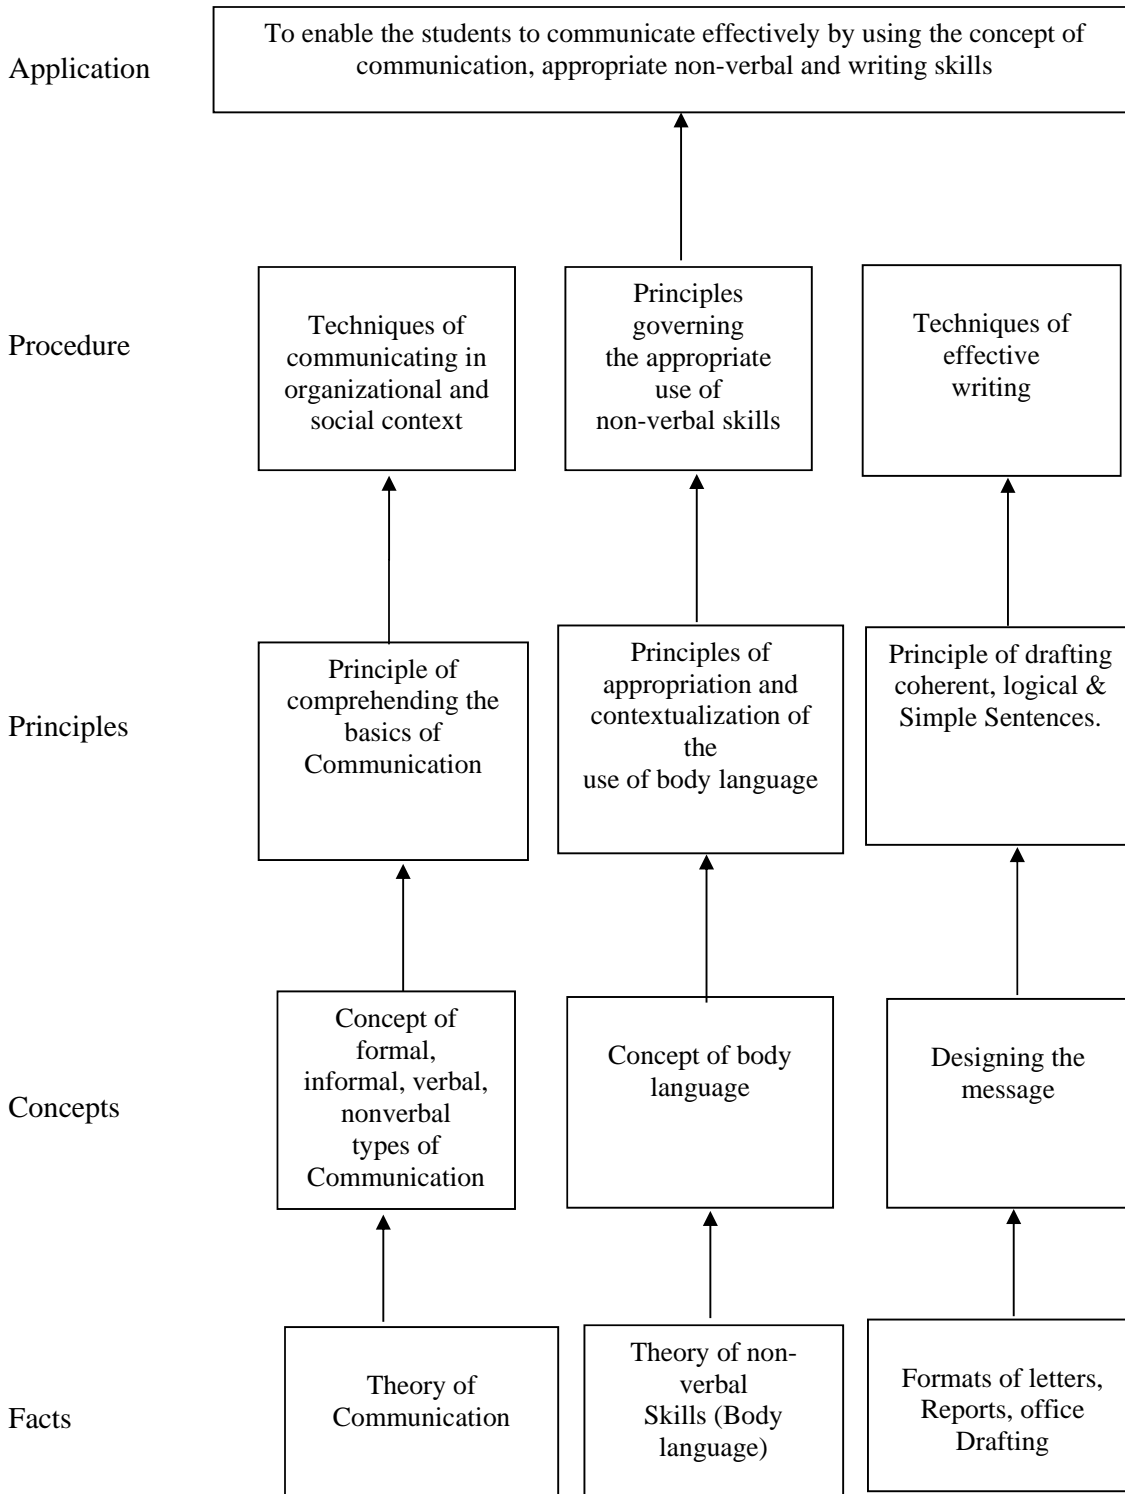 Application
To enable the students to communicate effectively by using the concept of
communication, appropriate non-verbal and writing skills
Procedure
Techniques of
communicating in
organizational and
social context
Principles
governing
the appropriate
use of
non-verbal skills
Techniques of
effective
writing
Principles
Principle of
comprehending the
basics of
Communication
Principles of
appropriation and
contextualization of
the
use of body language
Principle of drafting
coherent, logical &
Simple Sentences.
Concepts
Concept of
formal,
informal, verbal,
nonverbal
types of
Communication
Concept of body
language
Designing the
message
Facts
Theory of
Communication
Theory of non-
verbal
Skills (Body
language)
Formats of letters,
Reports, office
Drafting